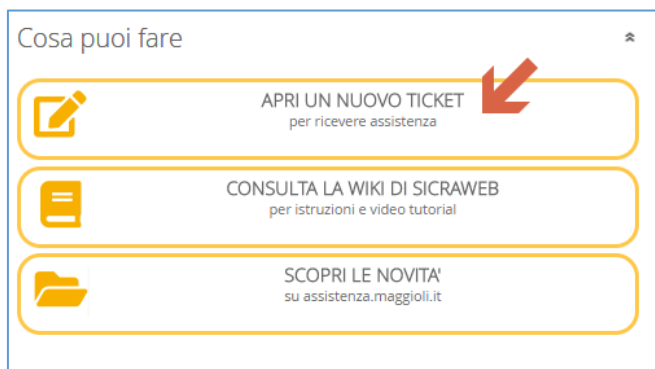 Cosa puoi fare
APRI UN NUOVO TICKET
per ricevere assistenza
CONSULTA LA WIKI DI SICRAWEB
per istruzioni e video tutorial
SCOPRI LE NOVITA'
su assistenza.maggioli.it